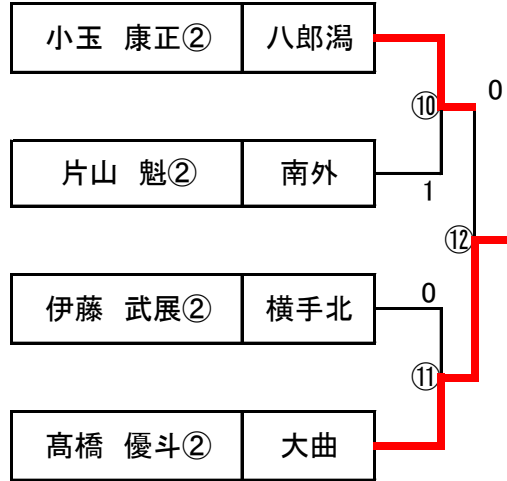 小玉 康正② 八郎潟
0
⑩
片山 魁② 南外
1
⑫
伊藤 武展② 横手北
0
⑪
髙橋 優斗② 大曲